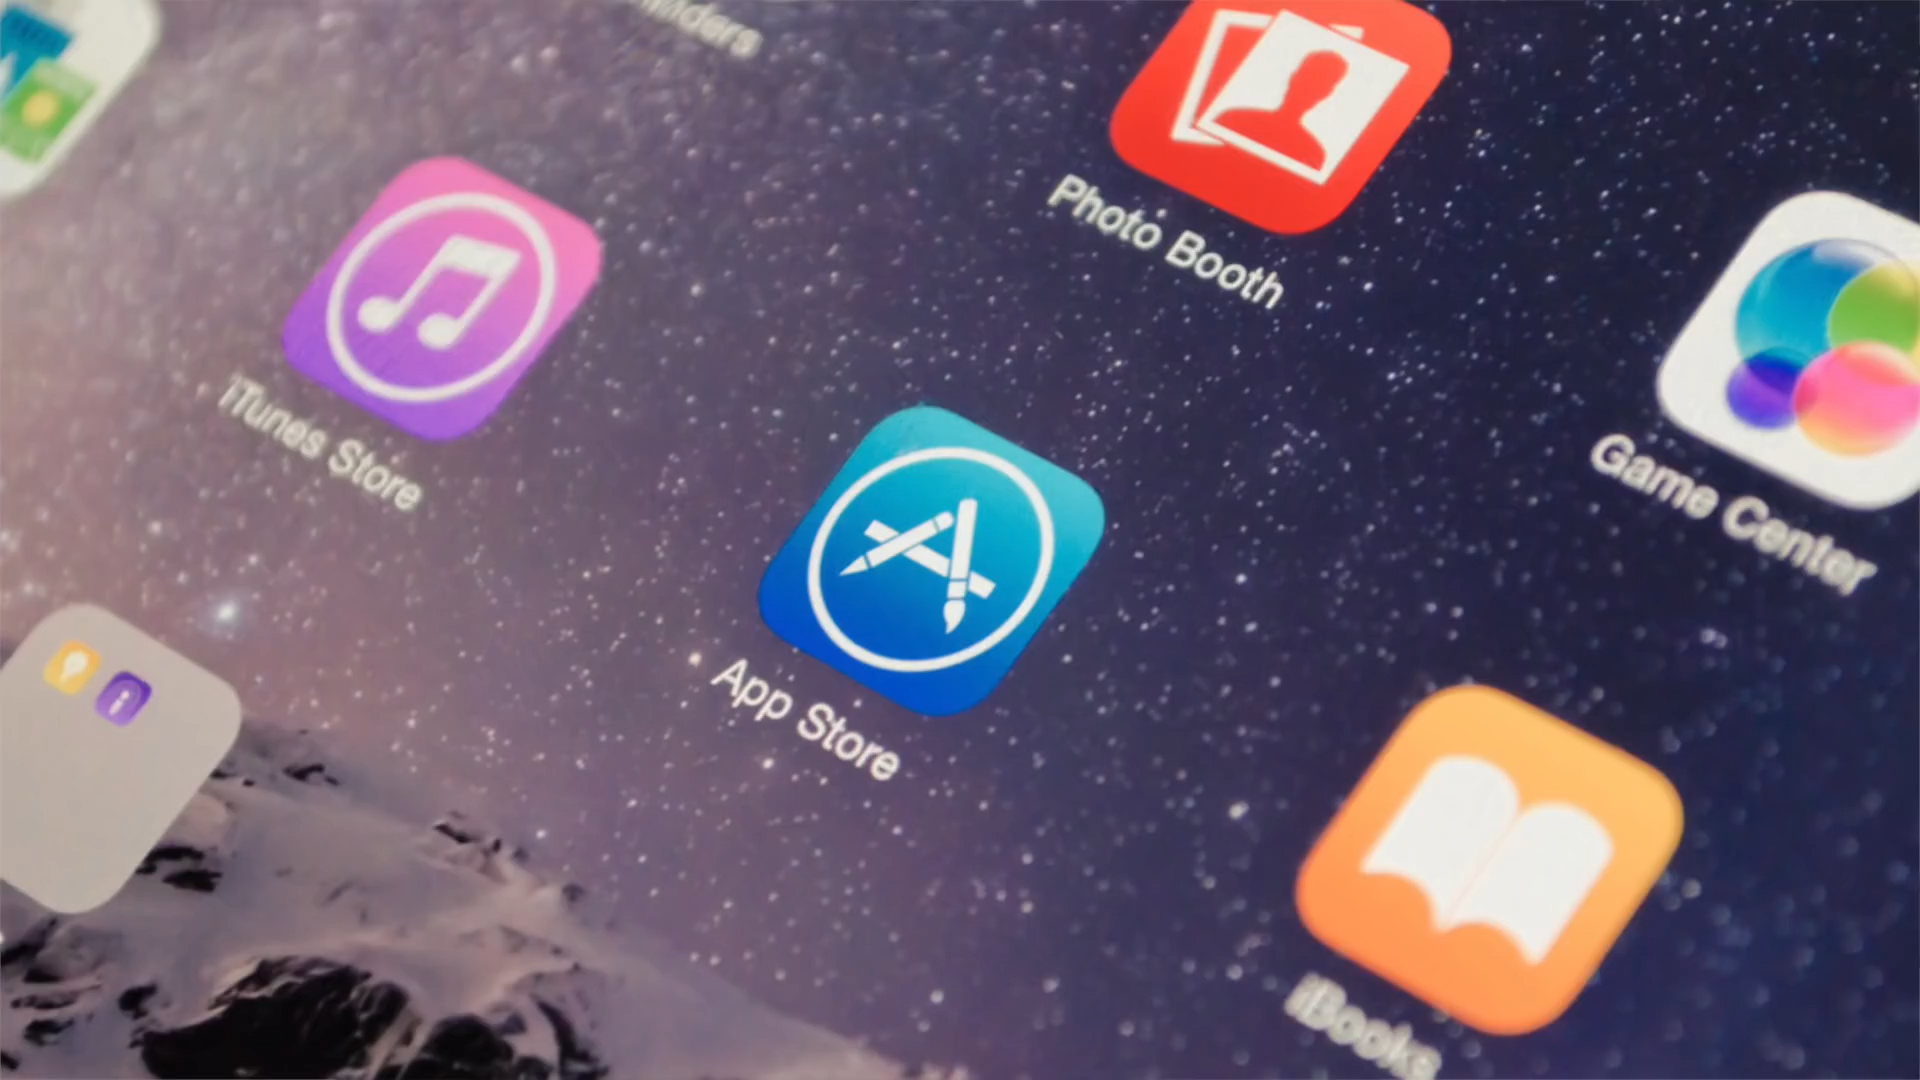 Photo Booth
iTunes Store
Game Center
App Store
iBooks